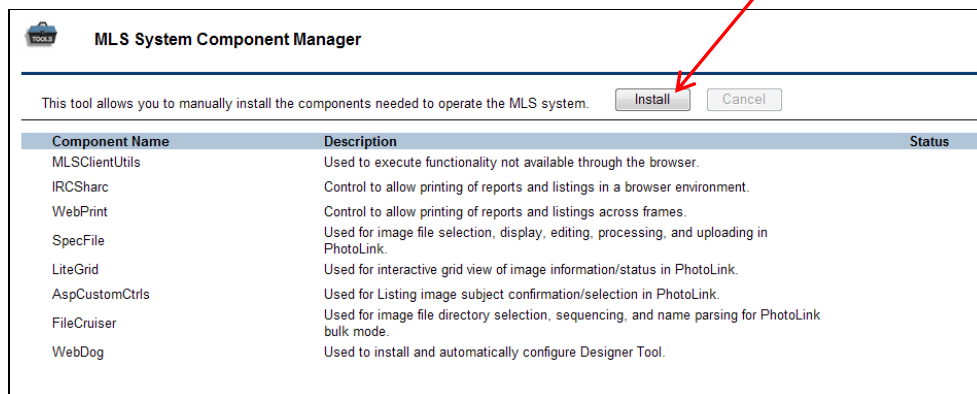 TOOLS
MLS System Component Manager
This tool allows you to manually install the components needed to operate the MLS system. Install Cancel
Component Name Description Status
MLSClientUtils Used to execute functionality not available through the browser.
IRCSharc Control to allow printing of reports and listings in a browser environment.
WebPrint Control to allow printing of reports and listings across frames.
SpecFile Used for image file selection, display, editing, processing, and uploading in
PhotoLink.
LiteGrid Used for interactive grid view of image information/status in PhotoLink.
AspCustomCtrls Used for Listing image subject confirmation/selection in PhotoLink.
FileCruiser Used for image file directory selection, sequencing, and name parsing for PhotoLink
bulk mode.
WebDog Used to install and automatically configure Designer Tool.